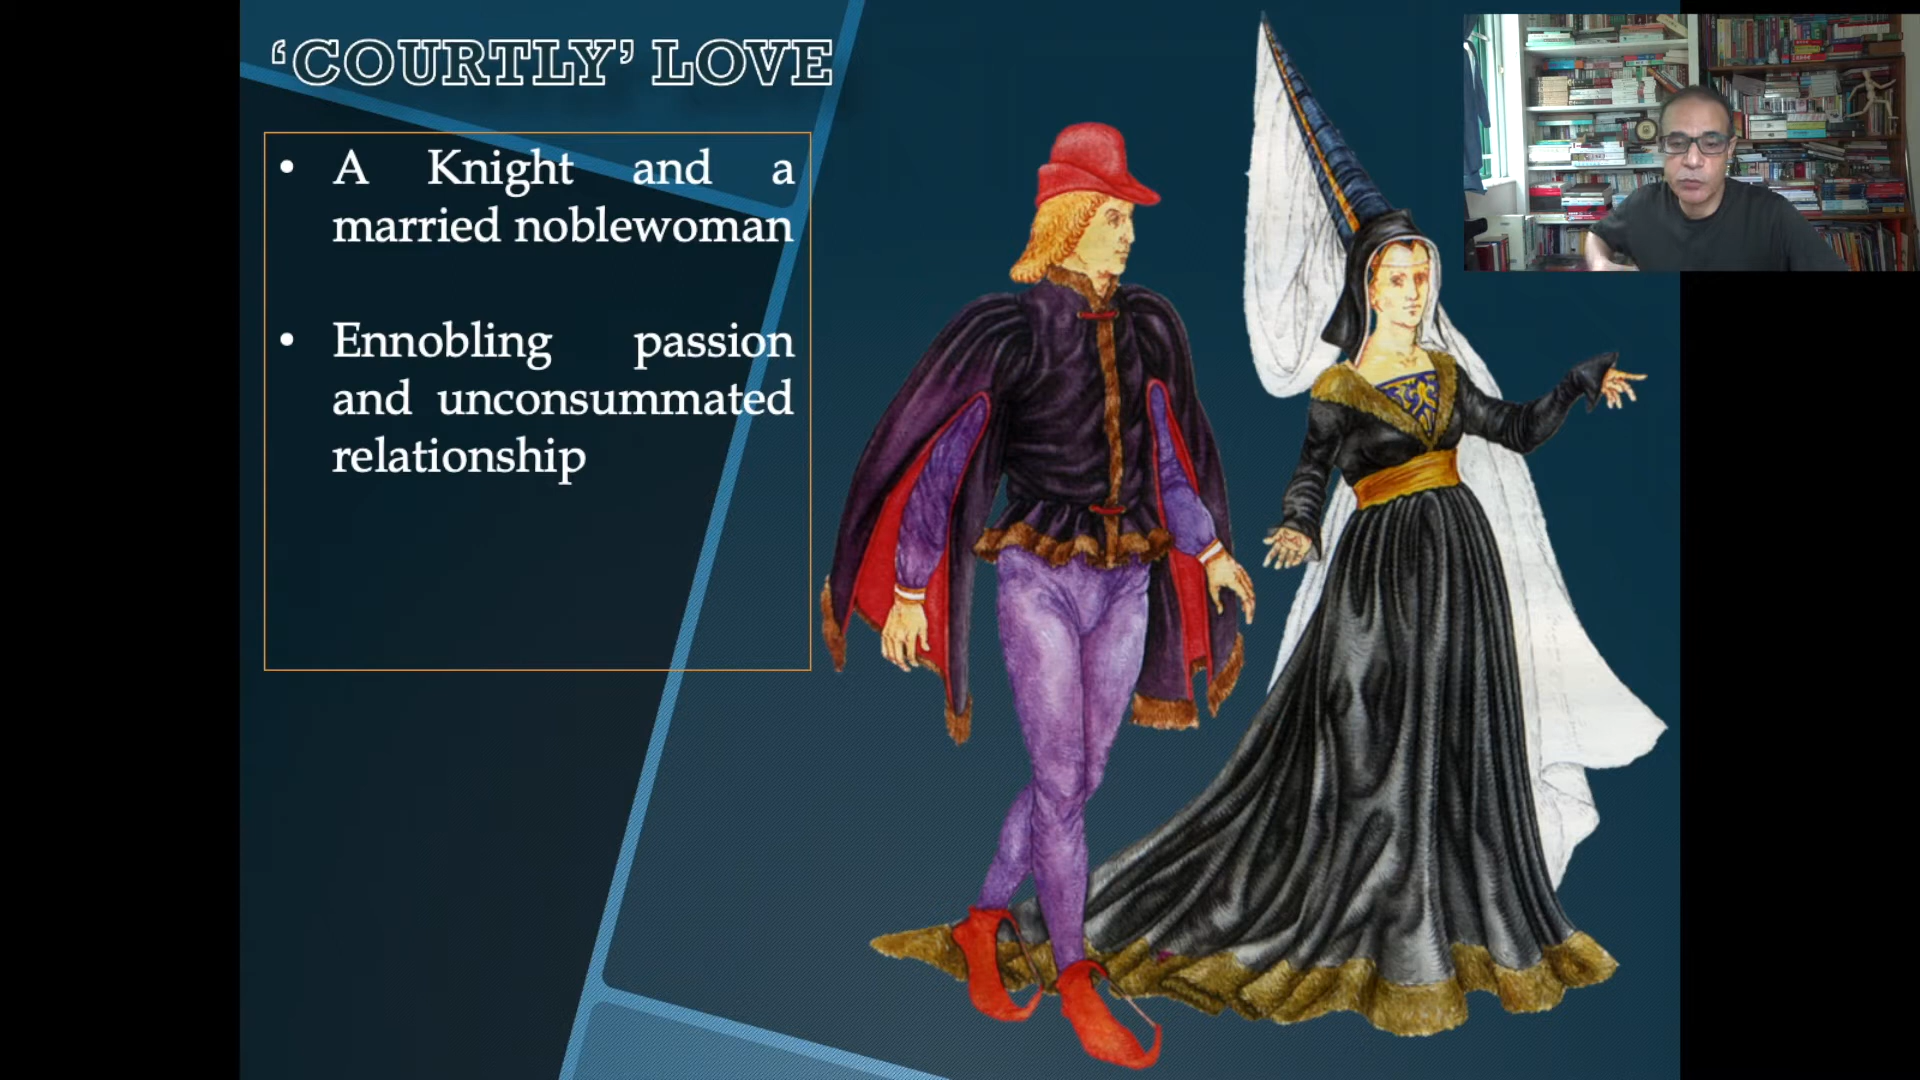 ‘COURTLY’ LOVE
• A Knight and a
married noblewoman
• Ennobling passion
and unconsummated
relationship